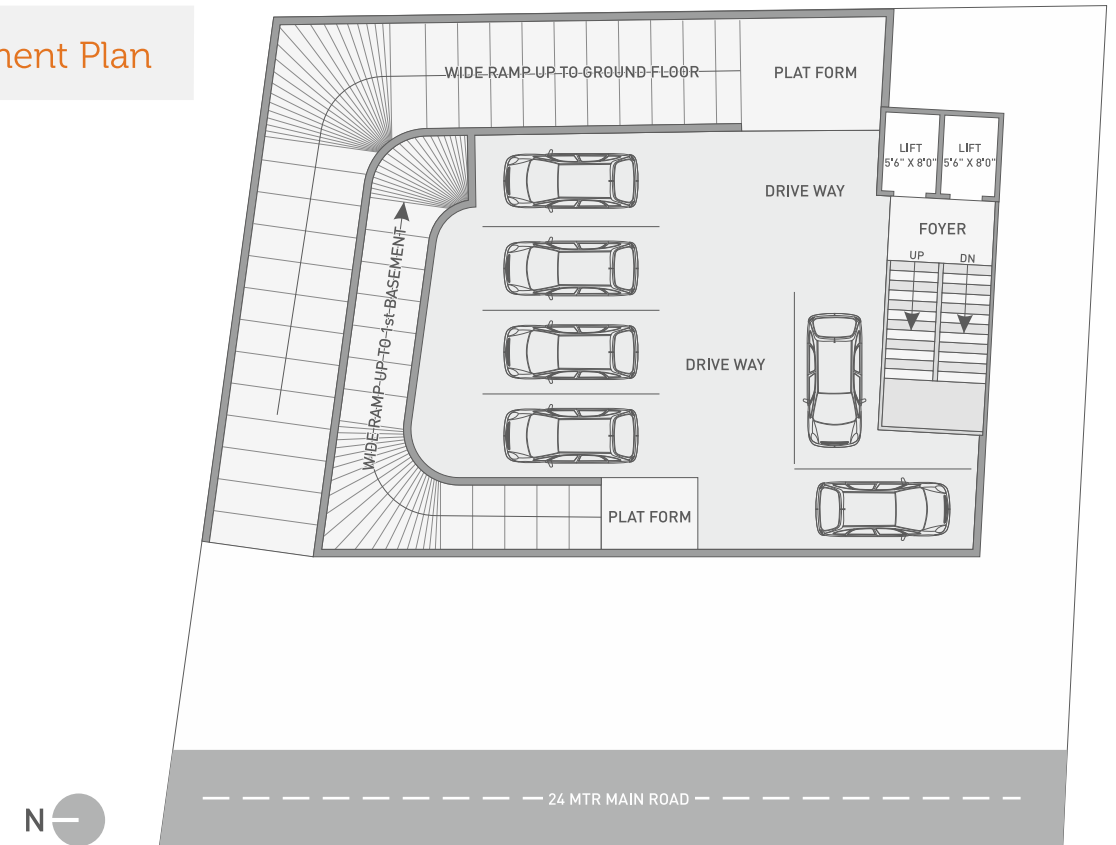 ment Plan
WIDE RAMP UP TO GROUND FLOOR
PLAT FORM
LIFT
5'6" X 8'0"
LIFT
5'6" X 8'0"
DRIVE WAY
FOYER
UP
DN
WIDE RAMP UP TO 1st BASEMENT
DRIVE WAY
PLAT FORM
24 MTR MAIN ROAD
N